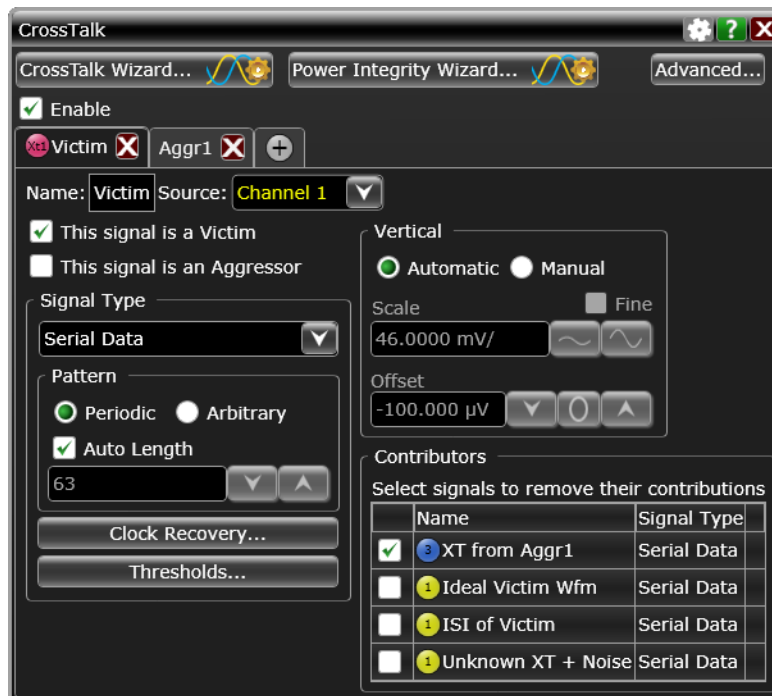 CrossTalk
?
CrossTalk Wizard... Power Integrity Wizard... Advanced...
Enable
Xt1 Victim Aggr1
Name: Victim Source: Channel 1
This signal is a Victim
This signal is an Aggressor
Signal Type
Serial Data
Pattern
Periodic Arbitrary
Auto Length
63
Clock Recovery...
Thresholds...
Vertical
Automatic Manual
Scale Fine
46.0000 mV/
Offset
-100.000 µV 0
Contributors
Select signals to remove their contributions
Name Signal Type
3 XT from Aggr1 Serial Data
1 Ideal Victim Wfm Serial Data
1 ISI of Victim Serial Data
1 Unknown XT + Noise Serial Data